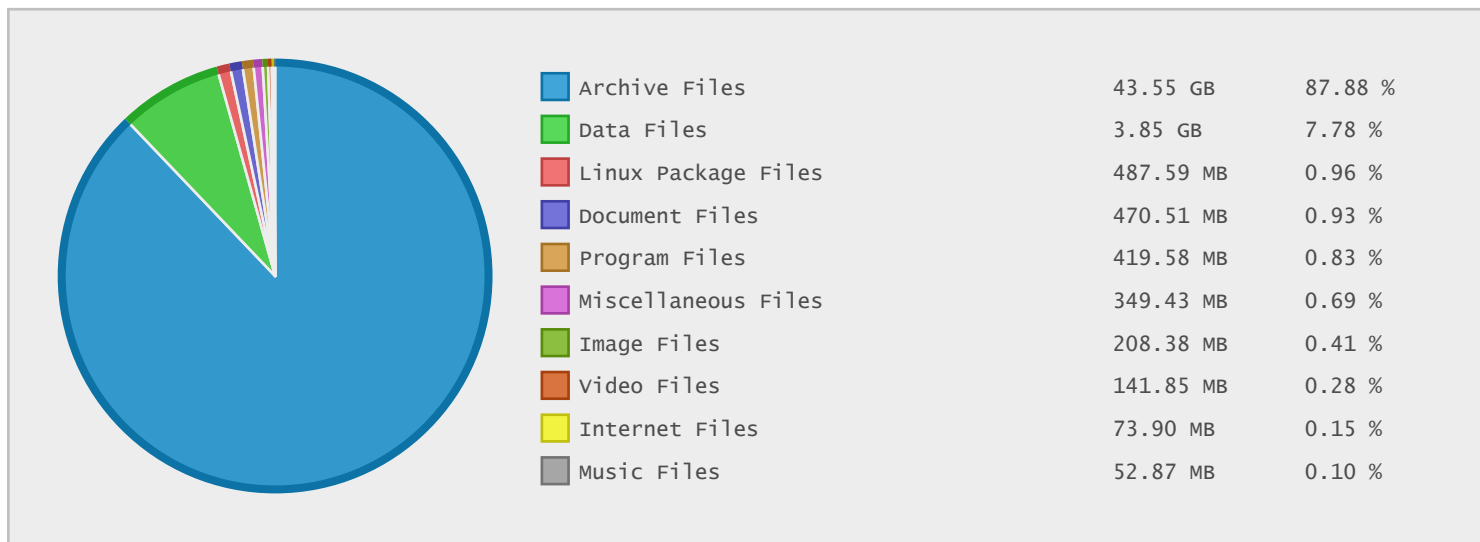 Archive Files 43.55 GB 87.88 %
Data Files 3.85 GB 7.78 %
Linux Package Files 487.59 MB 0.96 %
Document Files 470.51 MB 0.93 %
Program Files 419.58 MB 0.83 %
Miscellaneous Files 349.43 MB 0.69 %
Image Files 208.38 MB 0.41 %
Video Files 141.85 MB 0.28 %
Internet Files 73.90 MB 0.15 %
Music Files 52.87 MB 0.10 %